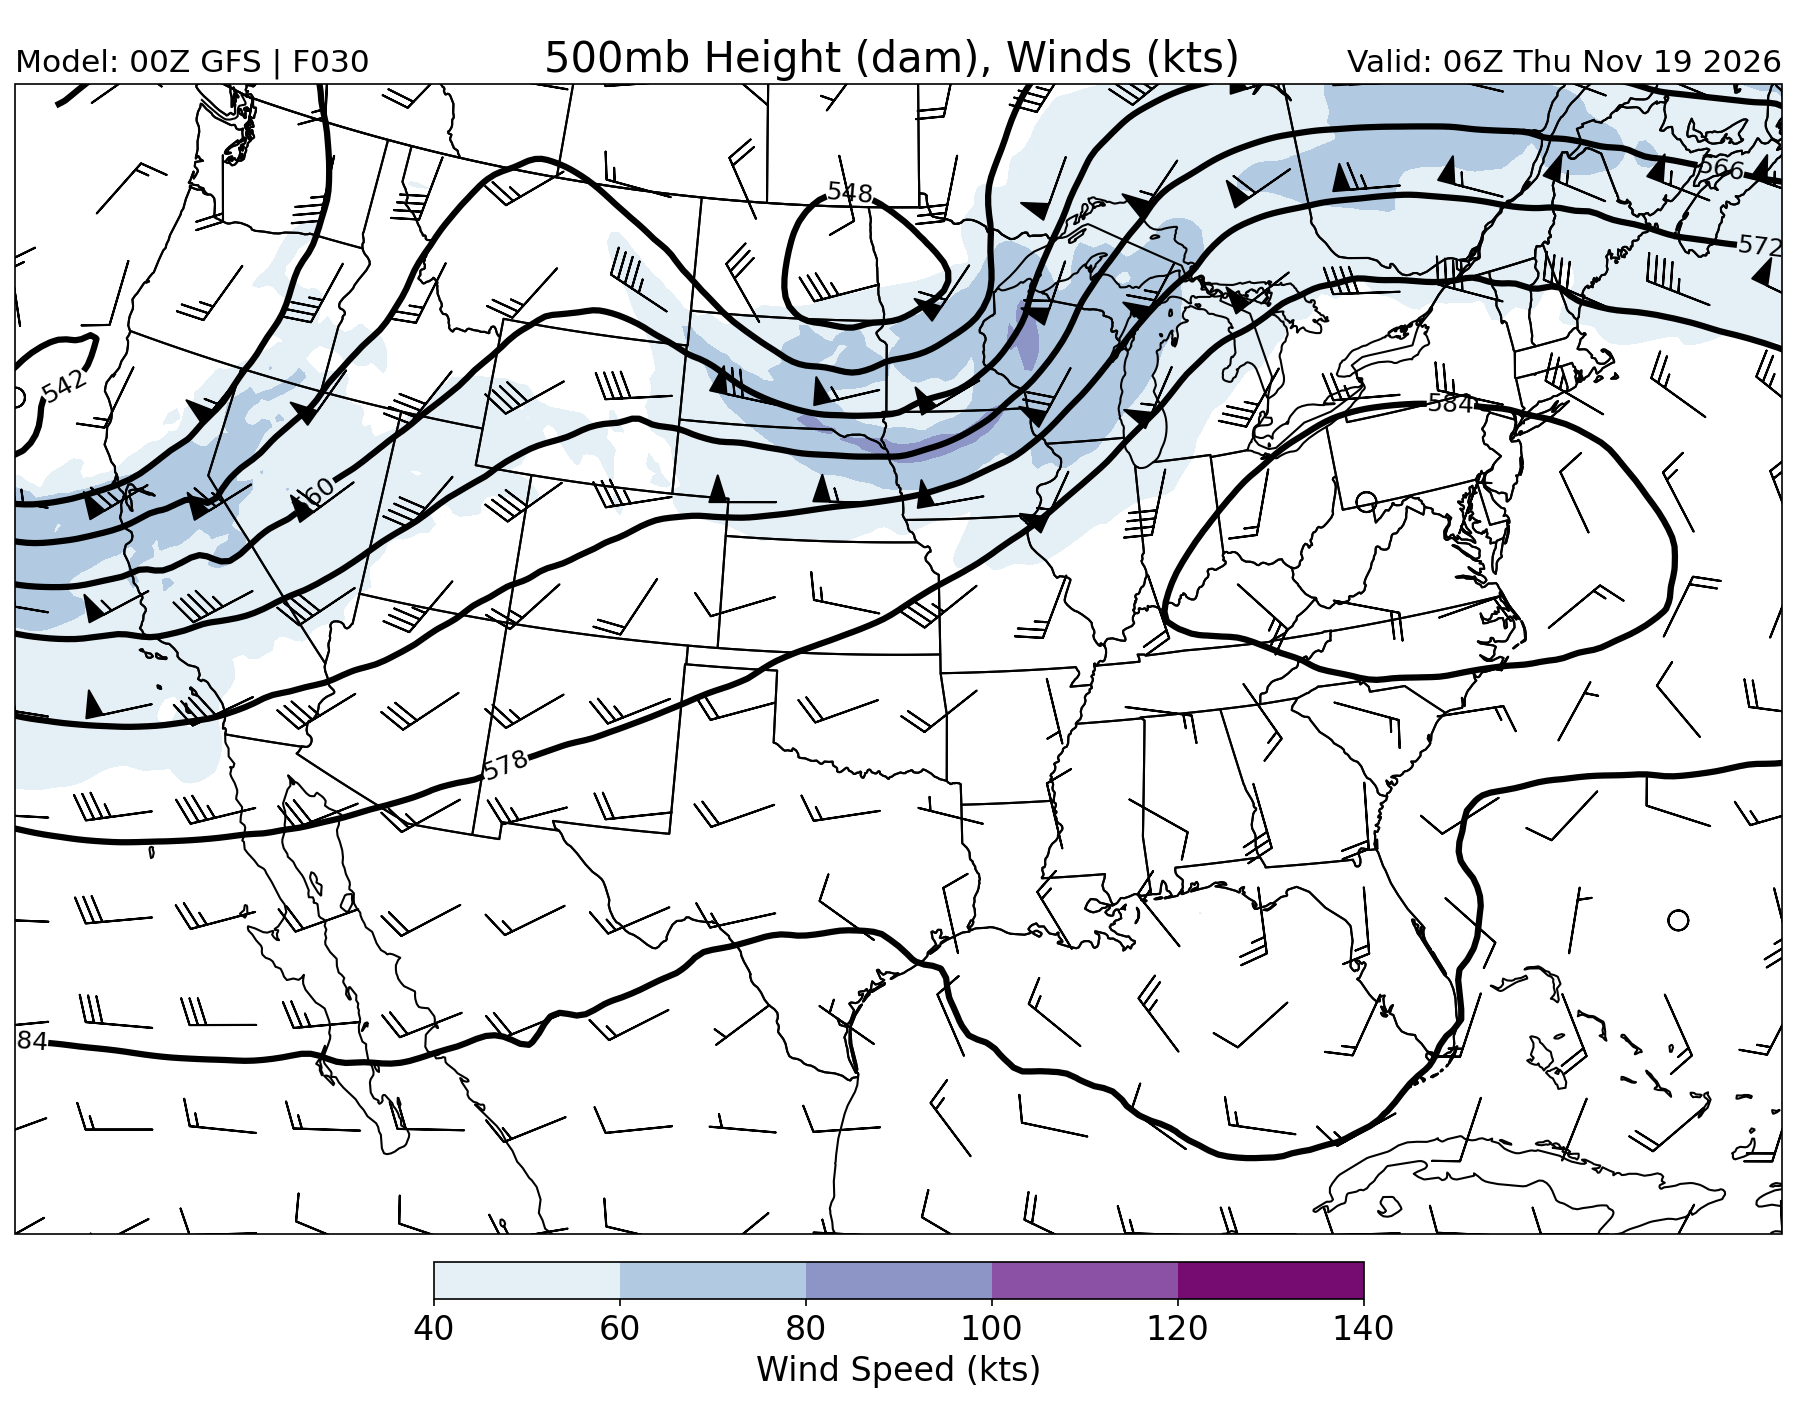 Model: 00Z GFS | F030
500mb Height (dam), Winds (kts)
Valid: 06Z Thu Nov 19 2026
548
566
572
542
584
560
578
84
40 60 80 100 120 140
Wind Speed (kts)